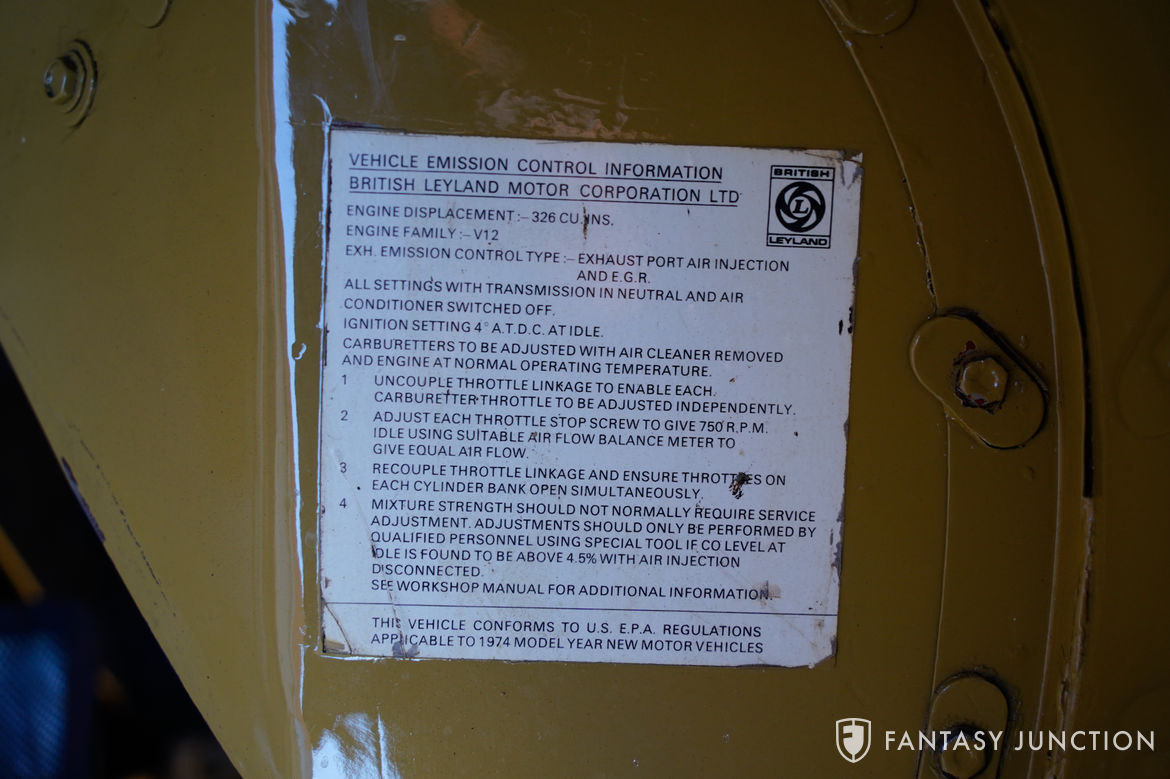 VEHICLE EMISSION CONTROL INFORMATION
BRITISH LEYLAND MOTOR CORPORATION LTD
BRITISH
L
LEYLAND
ENGINE DISPLACEMENT :– 326 CU. INS.
ENGINE FAMILY :– V12
EXH. EMISSION CONTROL TYPE :– EXHAUST PORT AIR INJECTION
AND E.G.R.
ALL SETTINGS WITH TRANSMISSION IN NEUTRAL AND AIR
CONDITIONER SWITCHED OFF.
IGNITION SETTING 4° A.T.D.C. AT IDLE.
CARBURETTERS TO BE ADJUSTED WITH AIR CLEANER REMOVED
AND ENGINE AT NORMAL OPERATING TEMPERATURE.
1 UNCOUPLE THROTTLE LINKAGE TO ENABLE EACH.
CARBURETTER THROTTLE TO BE ADJUSTED INDEPENDENTLY.
2 ADJUST EACH THROTTLE STOP SCREW TO GIVE 750 R.P.M.
IDLE USING SUITABLE AIR FLOW BALANCE METER TO
GIVE EQUAL AIR FLOW.
3 RECOUPLE THROTTLE LINKAGE AND ENSURE THROTTLES ON
EACH CYLINDER BANK OPEN SIMULTANEOUSLY.
4 MIXTURE STRENGTH SHOULD NOT NORMALLY REQUIRE SERVICE
ADJUSTMENT. ADJUSTMENTS SHOULD ONLY BE PERFORMED BY
QUALIFIED PERSONNEL USING SPECIAL TOOL IF CO LEVEL AT
IDLE IS FOUND TO BE ABOVE 4.5% WITH AIR INJECTION
DISCONNECTED.
SEE WORKSHOP MANUAL FOR ADDITIONAL INFORMATION.
THIS VEHICLE CONFORMS TO U.S. E.P.A. REGULATIONS
APPLICABLE TO 1974 MODEL YEAR NEW MOTOR VEHICLES
FANTASY JUNCTION